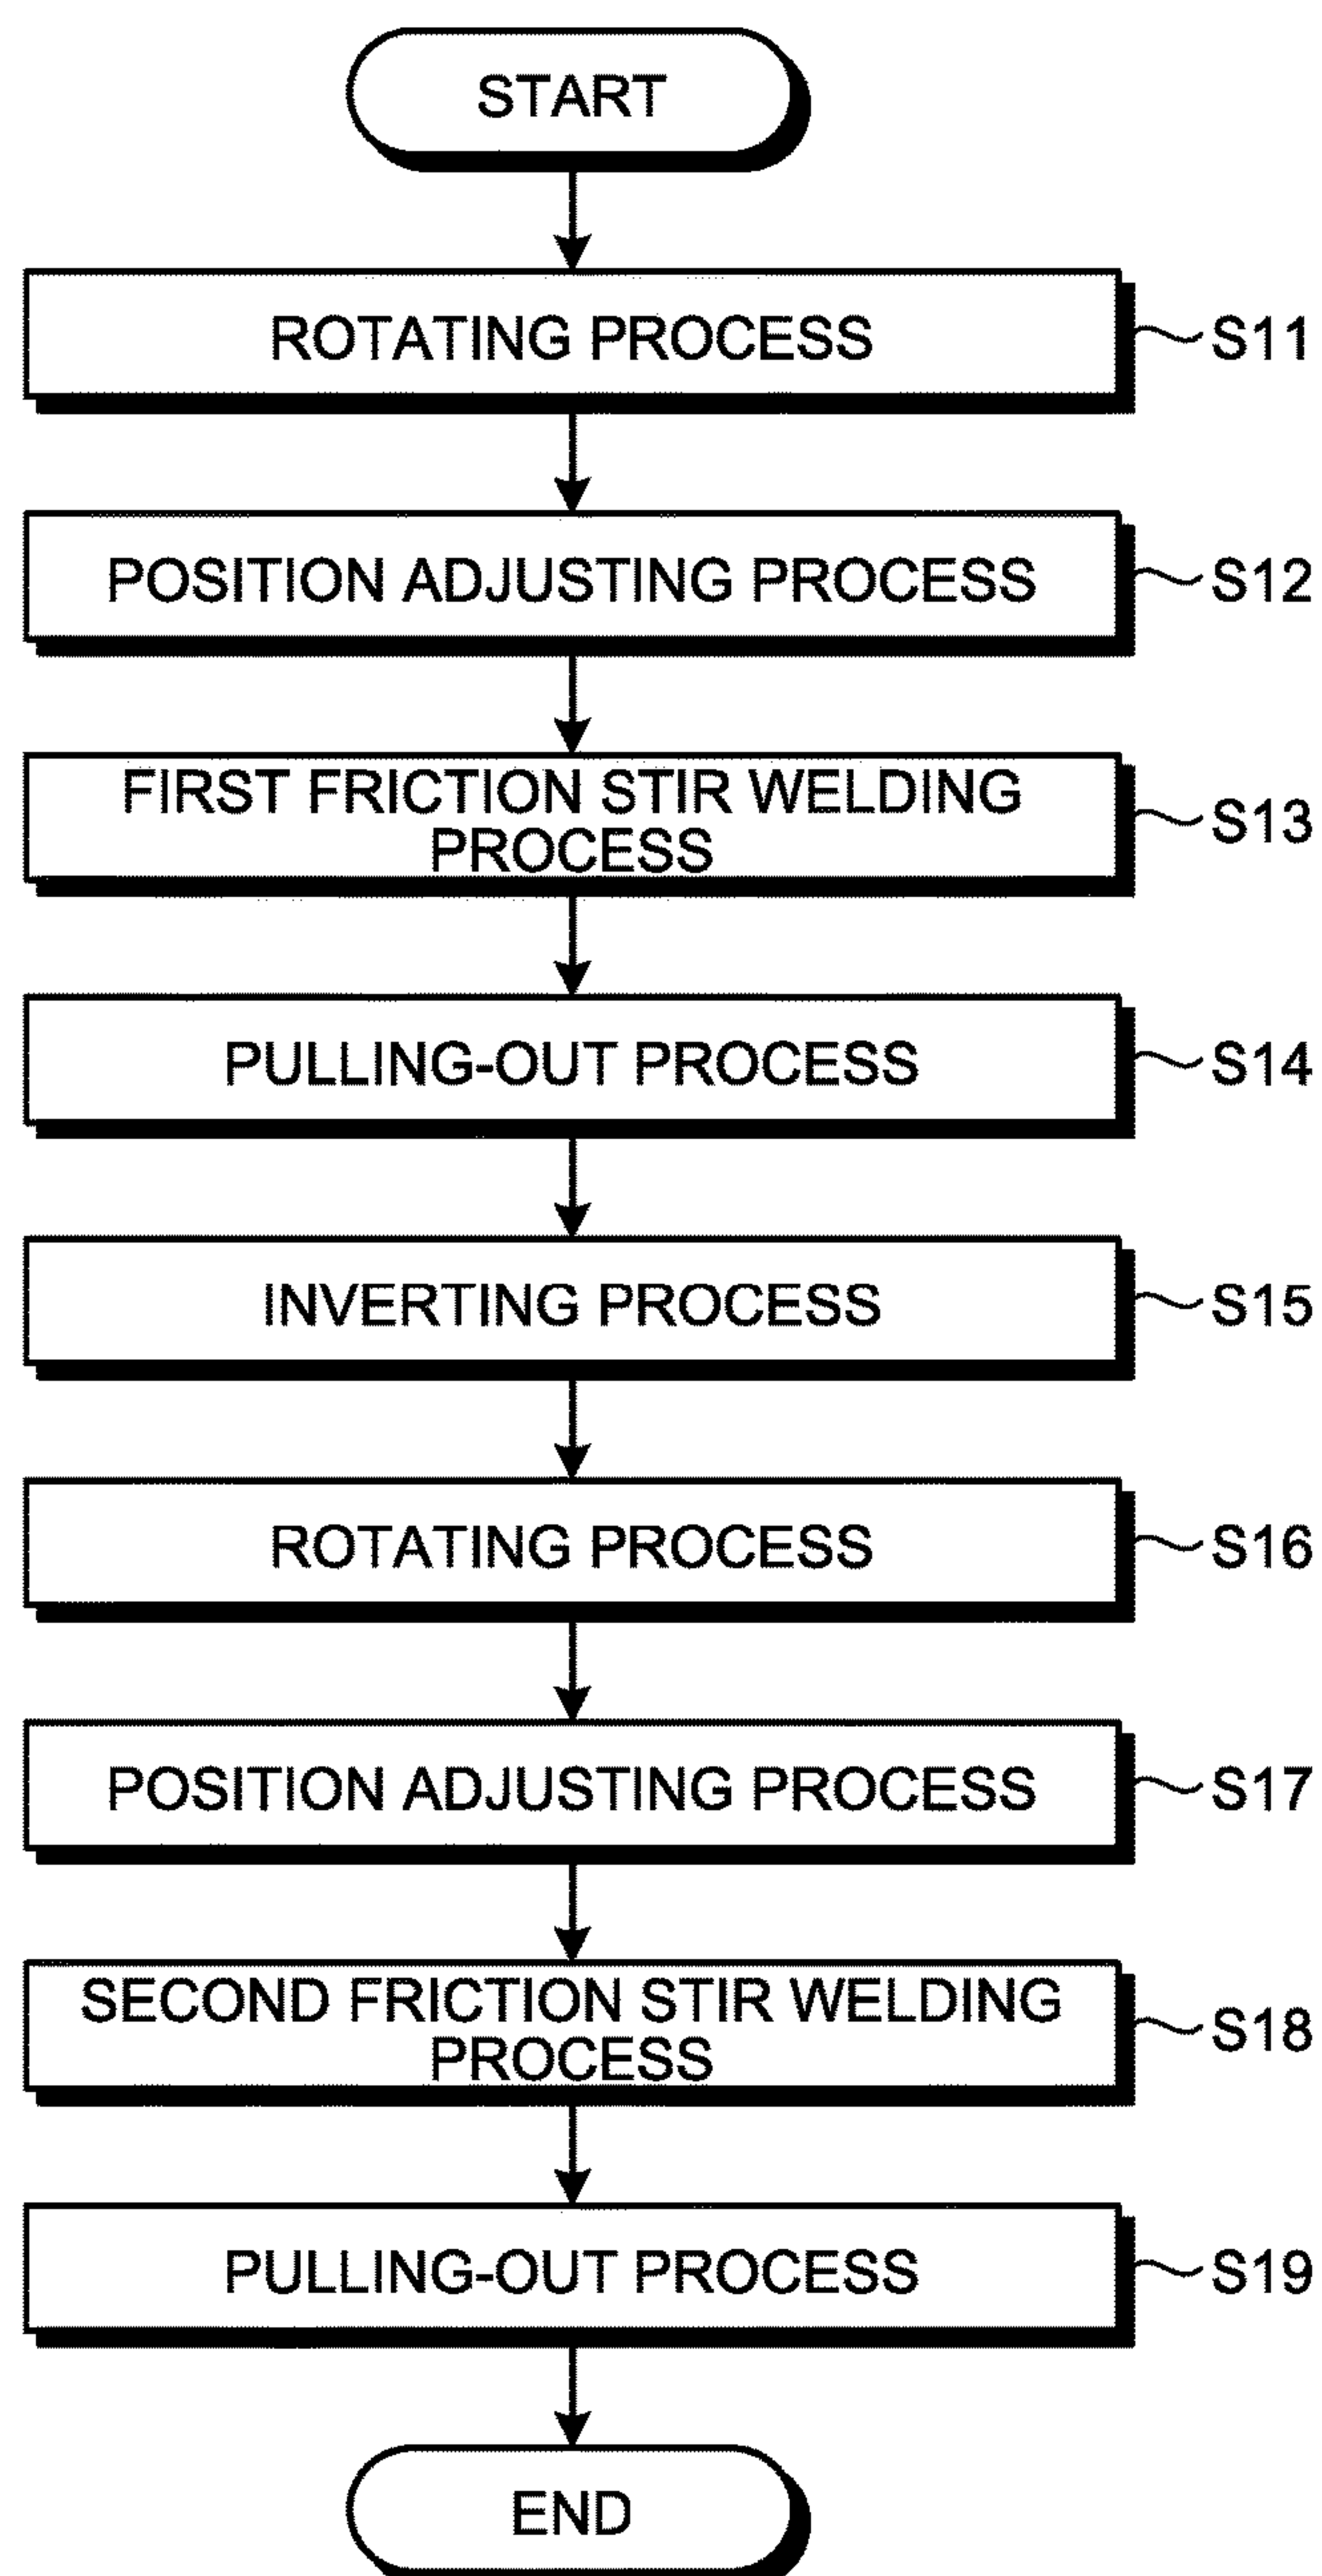 START
ROTATING PROCESS
S11
POSITION ADJUSTING PROCESS
S12
FIRST FRICTION STIR WELDING
PROCESS
S13
PULLING-OUT PROCESS
S14
INVERTING PROCESS
S15
ROTATING PROCESS
S16
POSITION ADJUSTING PROCESS
S17
SECOND FRICTION STIR WELDING
PROCESS
S18
PULLING-OUT PROCESS
S19
END